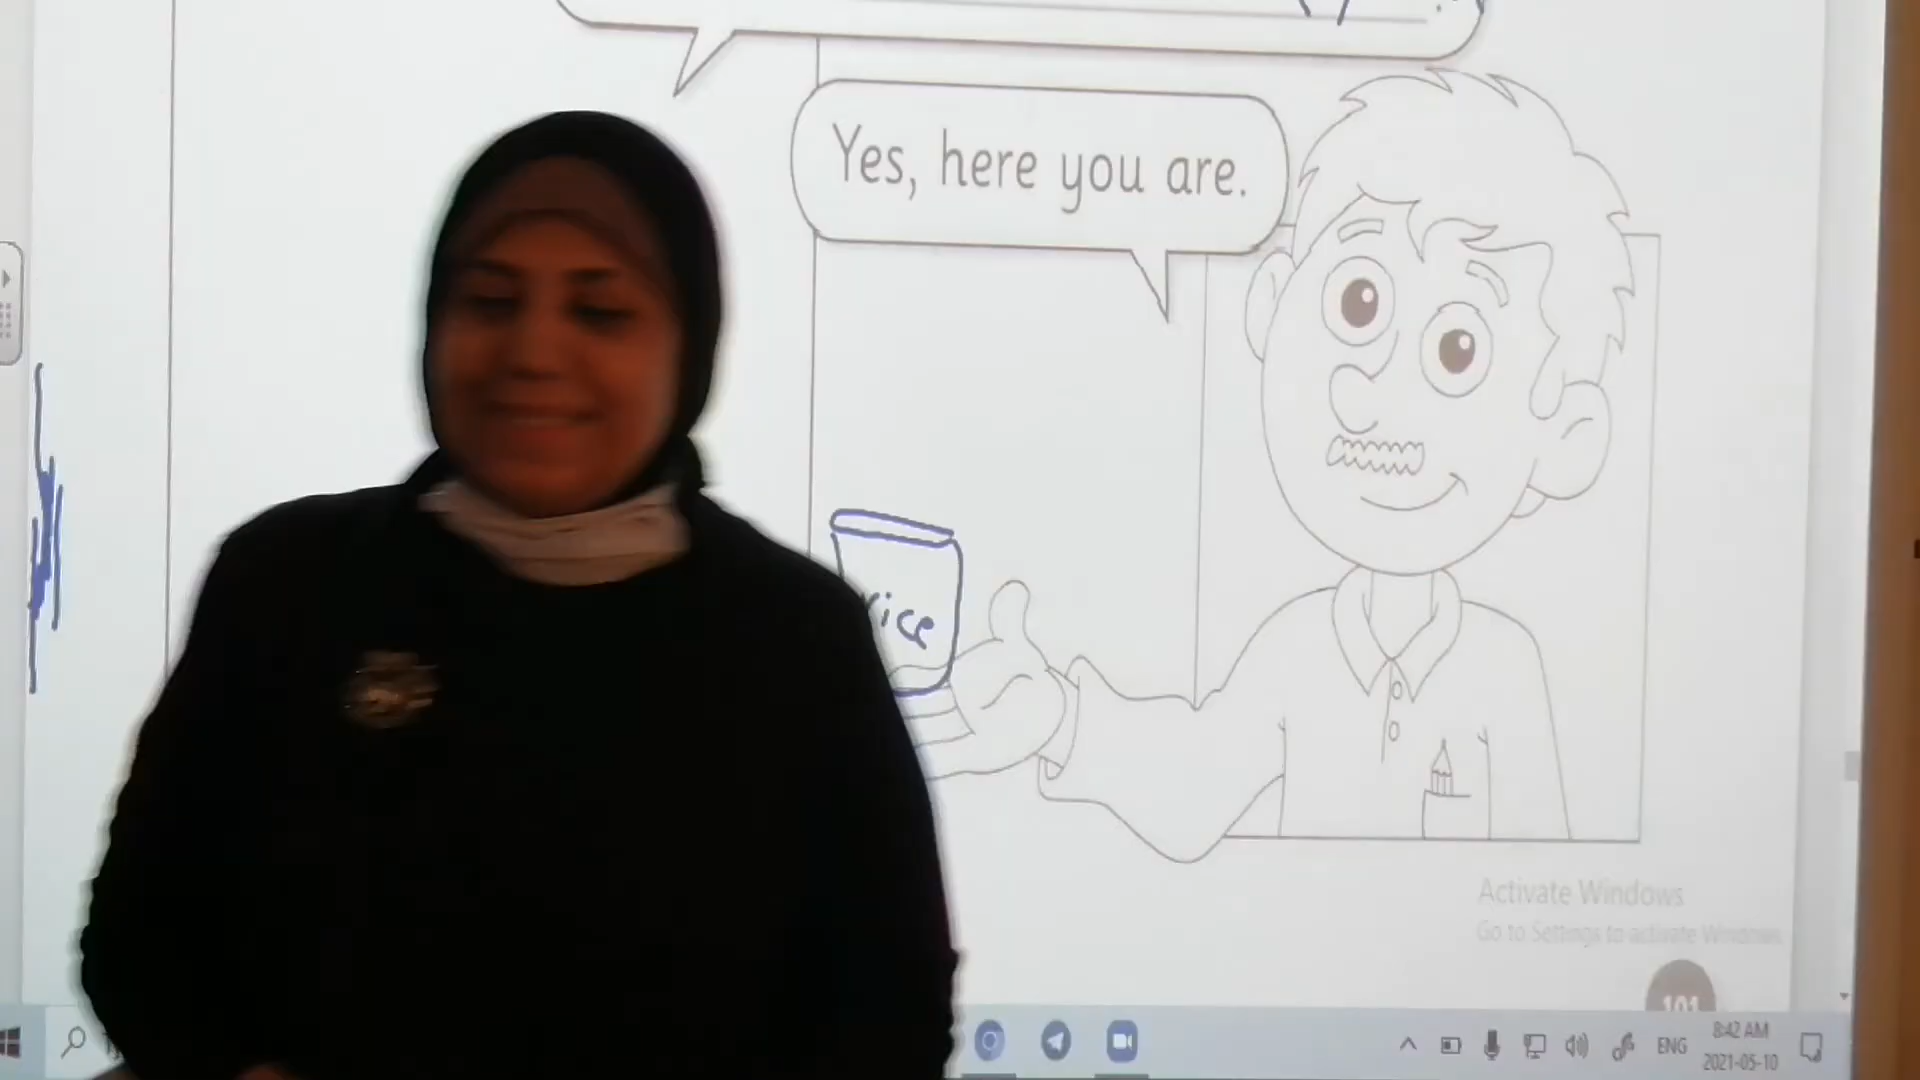 Yes, here you are.
rice
Activate Windows
Go to Settings to activate Windows.
101
ENG
8:42 AM
2021-05-10